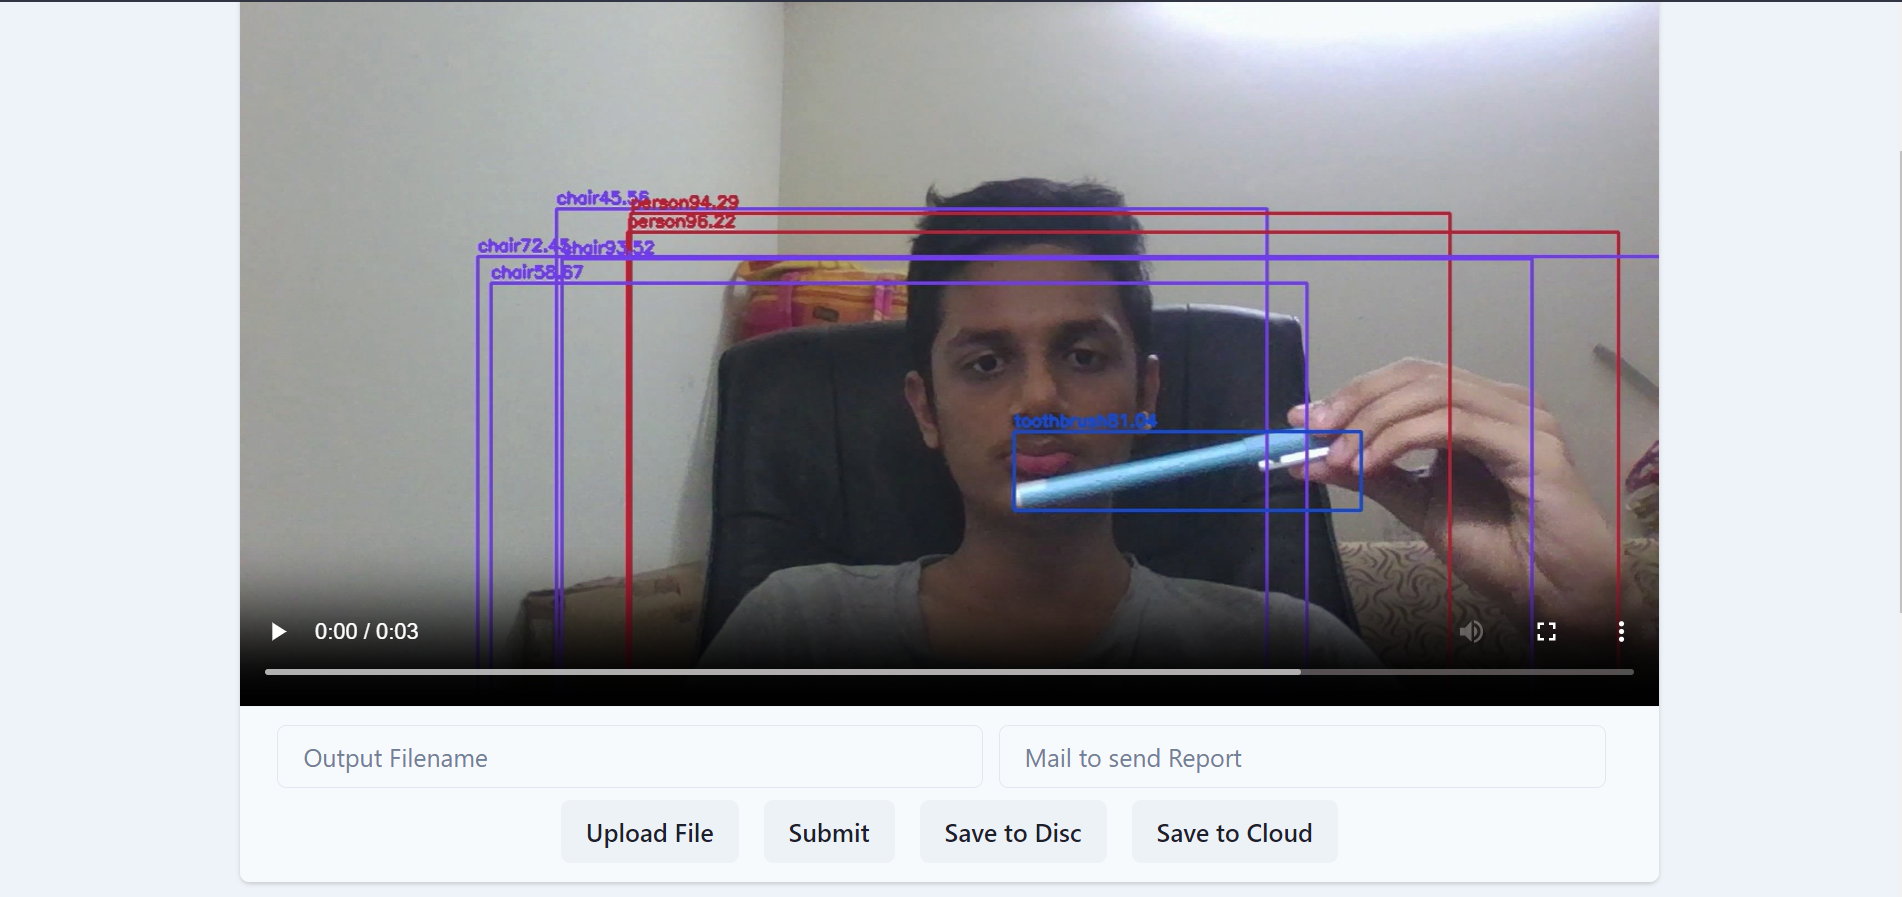 chair45.56
person94.29
person96.22
chair72.45
chair93.52
chair58.67
toothbrush81.04
0:00 / 0:03
Output Filename
Mail to send Report
Upload File
Submit
Save to Disc
Save to Cloud